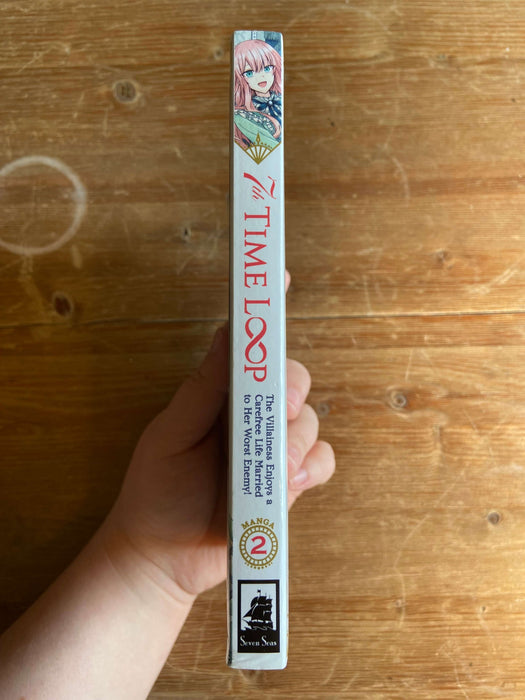 7th TIME LOOP
The Villainess Enjoys a
Carefree Life Married
to Her Worst Enemy!
MANGA
2
Seven Seas